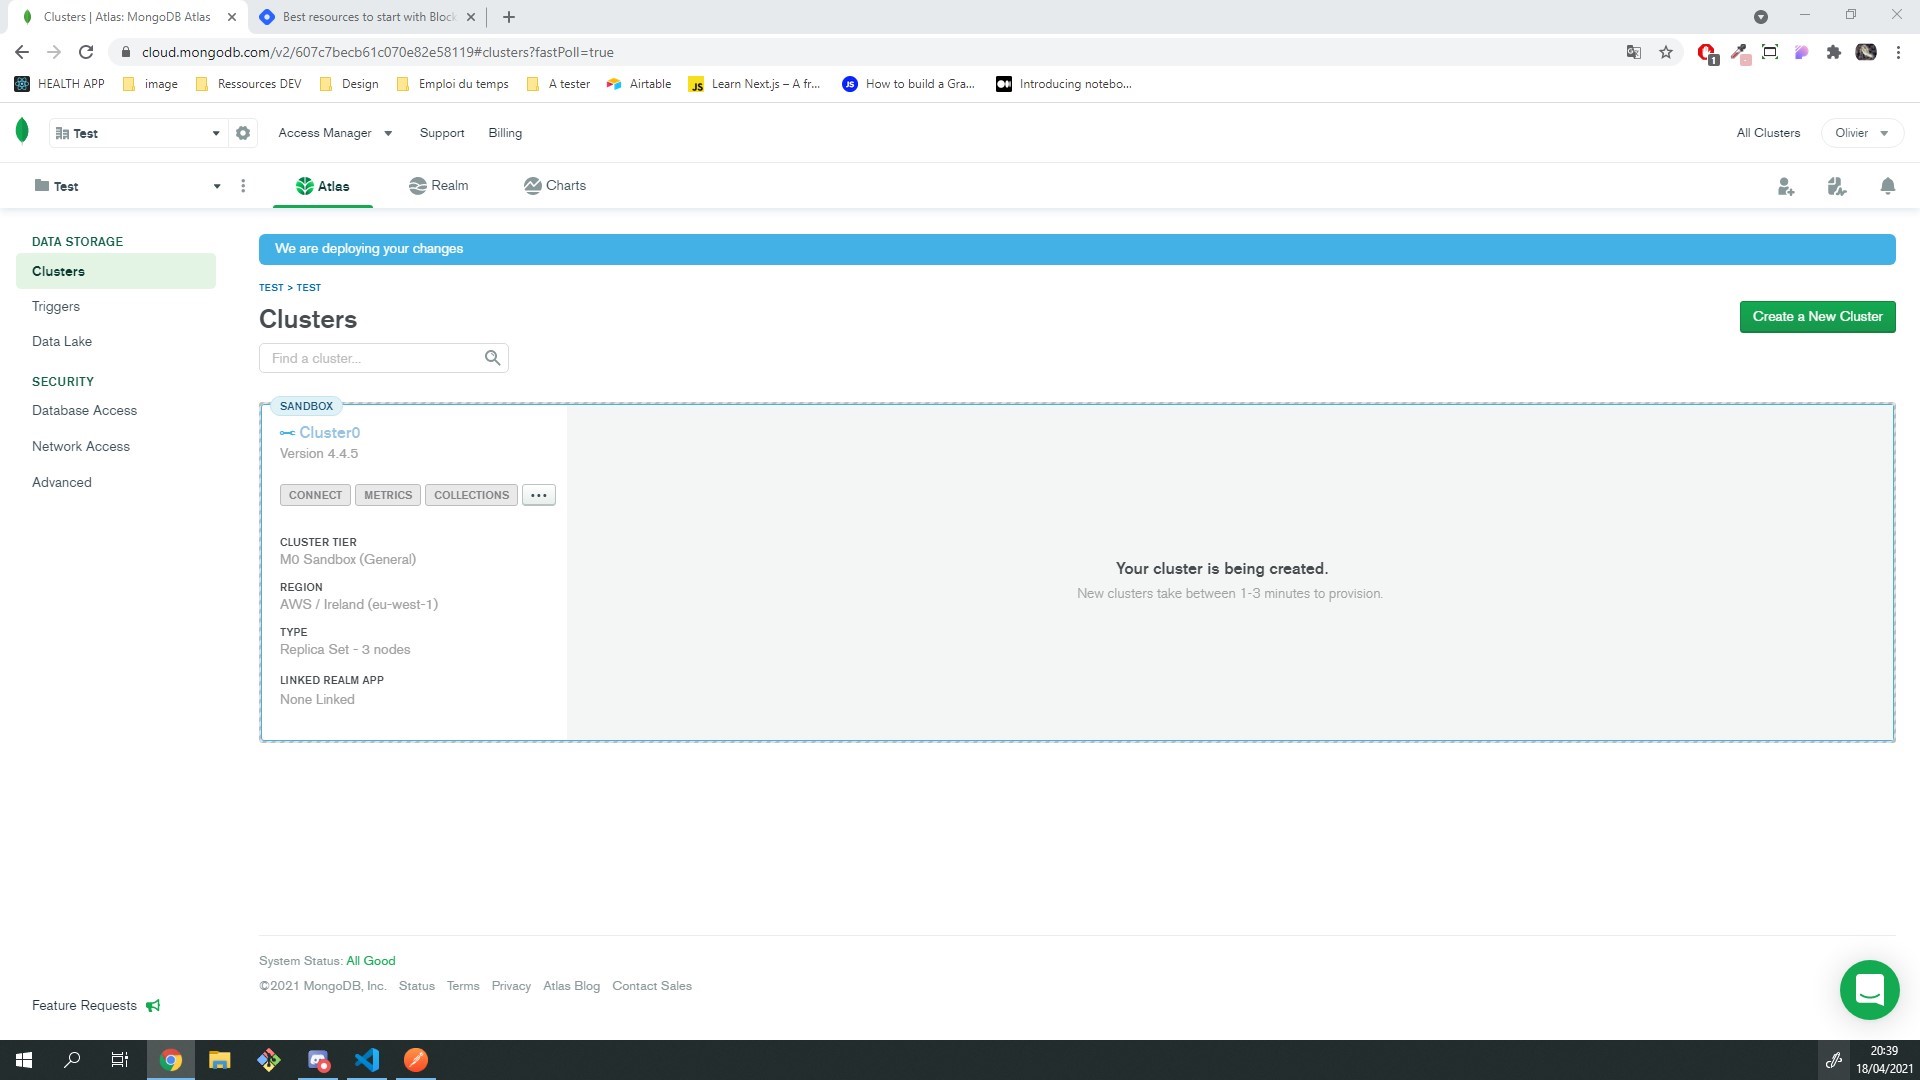 Clusters | Atlas: MongoDB Atlas
Best resources to start with Block
cloud.mongodb.com/v2/607c7becb61c070e82e58119#clusters?fastPoll=true
1
HEALTH APP image Ressources DEV Design Emploi du temps A tester Airtable JS Learn Next.js – A fr... JS How to build a Gra... Introducing notebo...
Test Access Manager Support Billing All Clusters Olivier
Test Atlas Realm Charts
DATA STORAGE
Clusters
Triggers
Data Lake
SECURITY
Database Access
Network Access
Advanced
Feature Requests
We are deploying your changes
TEST > TEST
Clusters
Create a New Cluster
Find a cluster...
SANDBOX
Cluster0
Version 4.4.5
CONNECT METRICS COLLECTIONS ...
CLUSTER TIER
M0 Sandbox (General)
REGION
AWS / Ireland (eu-west-1)
TYPE
Replica Set - 3 nodes
LINKED REALM APP
None Linked
Your cluster is being created.
New clusters take between 1-3 minutes to provision.
System Status: All Good
©2021 MongoDB, Inc. Status Terms Privacy Atlas Blog Contact Sales
20:39
18/04/2021